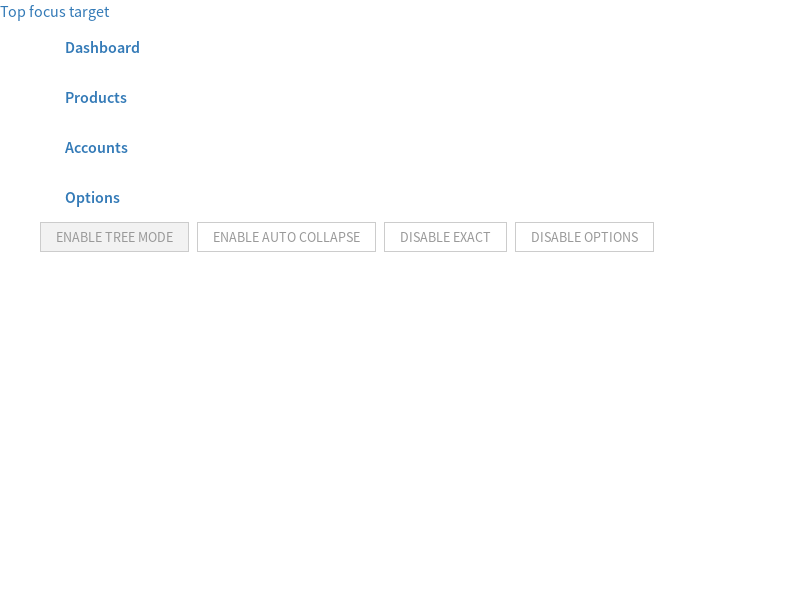 Top focus target
Dashboard
Products
Accounts
Options
ENABLE TREE MODE ENABLE AUTO COLLAPSE DISABLE EXACT DISABLE OPTIONS